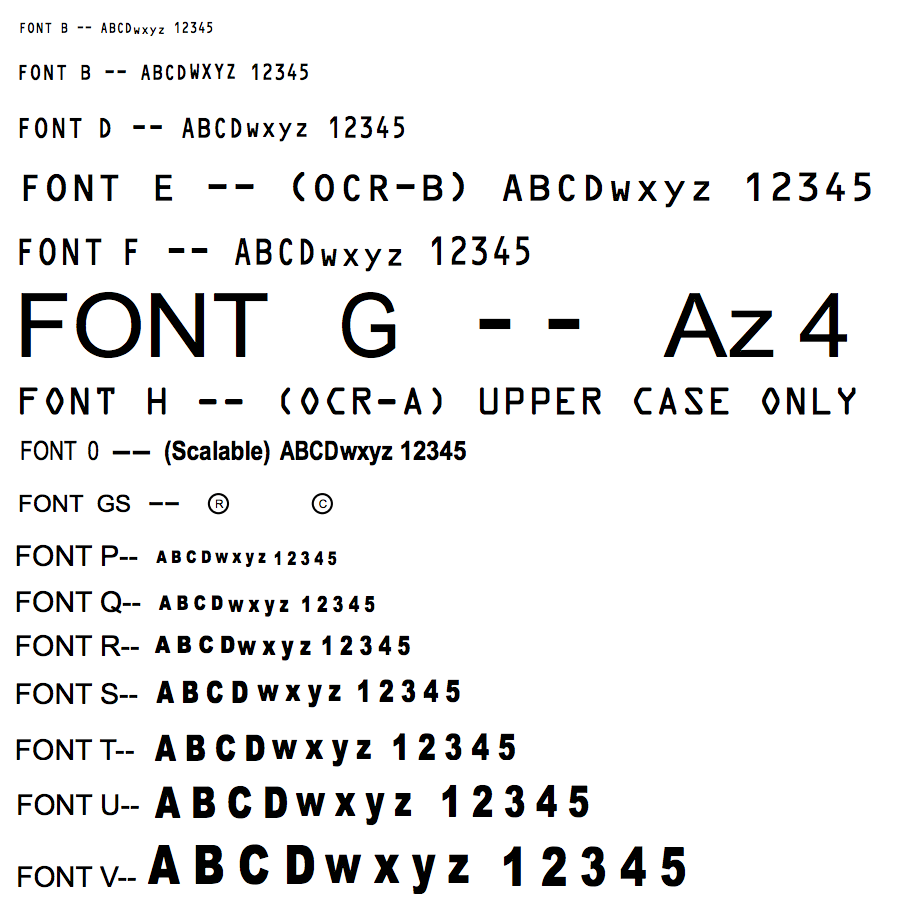 FONT B -- ABCDwxyz 12345
FONT B -- ABCDWXYZ 12345
FONT D -- ABCDwxyz 12345
FONT E -- (OCR-B) ABCDwxyz 12345
FONT F -- ABCDwxyz 12345
FONT G -- Az 4
FONT H -- (OCR-A) UPPER CASE ONLY
FONT 0 -- (Scalable) ABCDwxyz 12345
FONT GS -- ® ©
FONT P-- ABCDwxyz 12345
FONT Q-- ABCDwxyz 12345
FONT R-- ABCDwxyz 12345
FONT S-- ABCDwxyz 12345
FONT T-- ABCDwxyz 12345
FONT U-- ABCDwxyz 12345
FONT V-- ABCDwxyz 12345